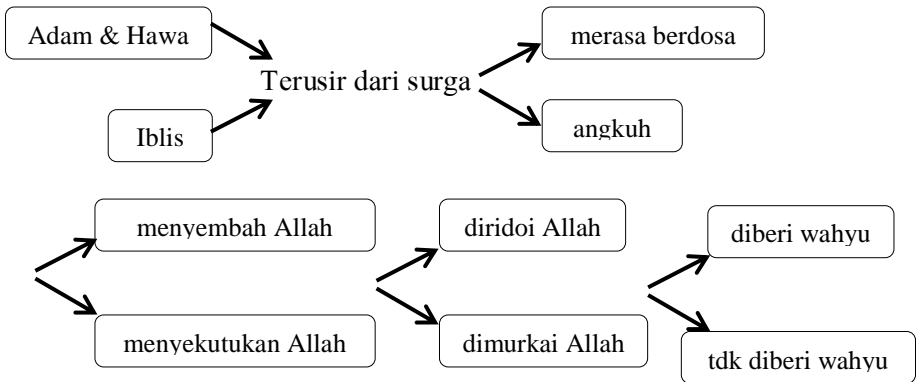 Adam & Hawa
merasa berdosa
Terusir dari surga
Iblis
angkuh
menyembah Allah
diridoi Allah
diberi wahyu
menyekutukan Allah
dimurkai Allah
tdk diberi wahyu